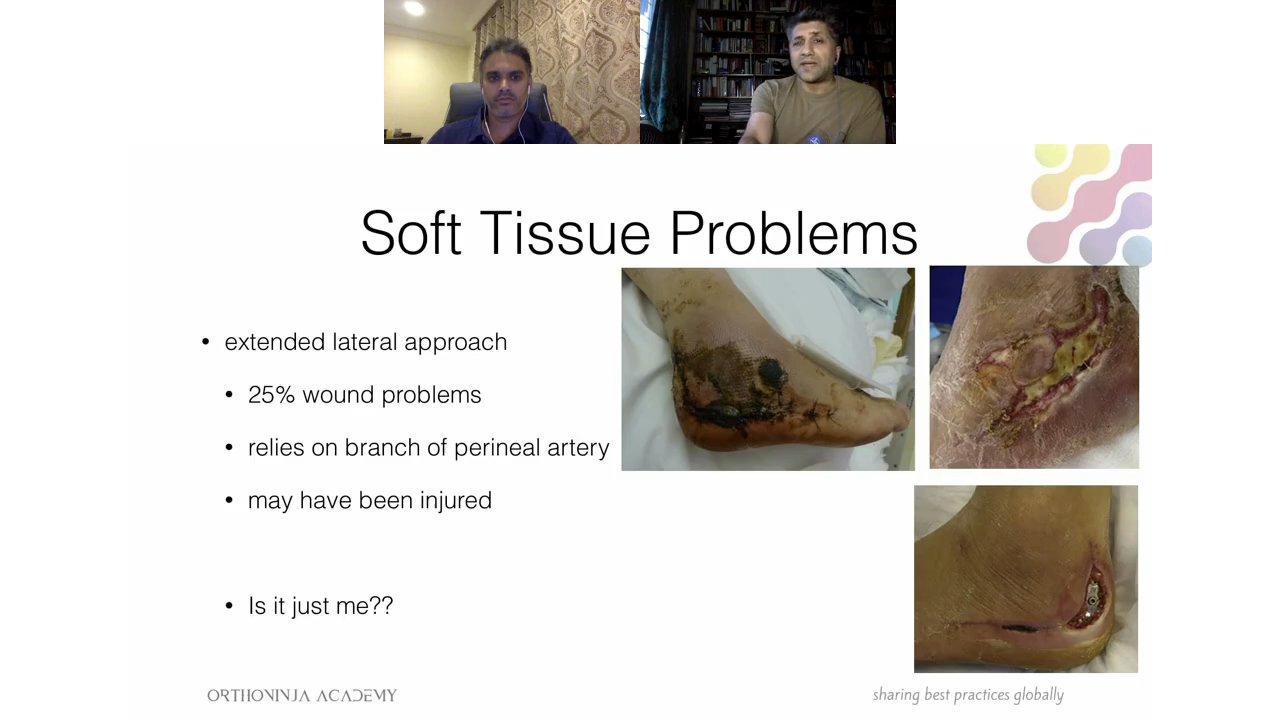 Soft Tissue Problems
• extended lateral approach
• 25% wound problems
• relies on branch of perineal artery
• may have been injured
• Is it just me??
ORTHONINJA ACADEMY
sharing best practices globally